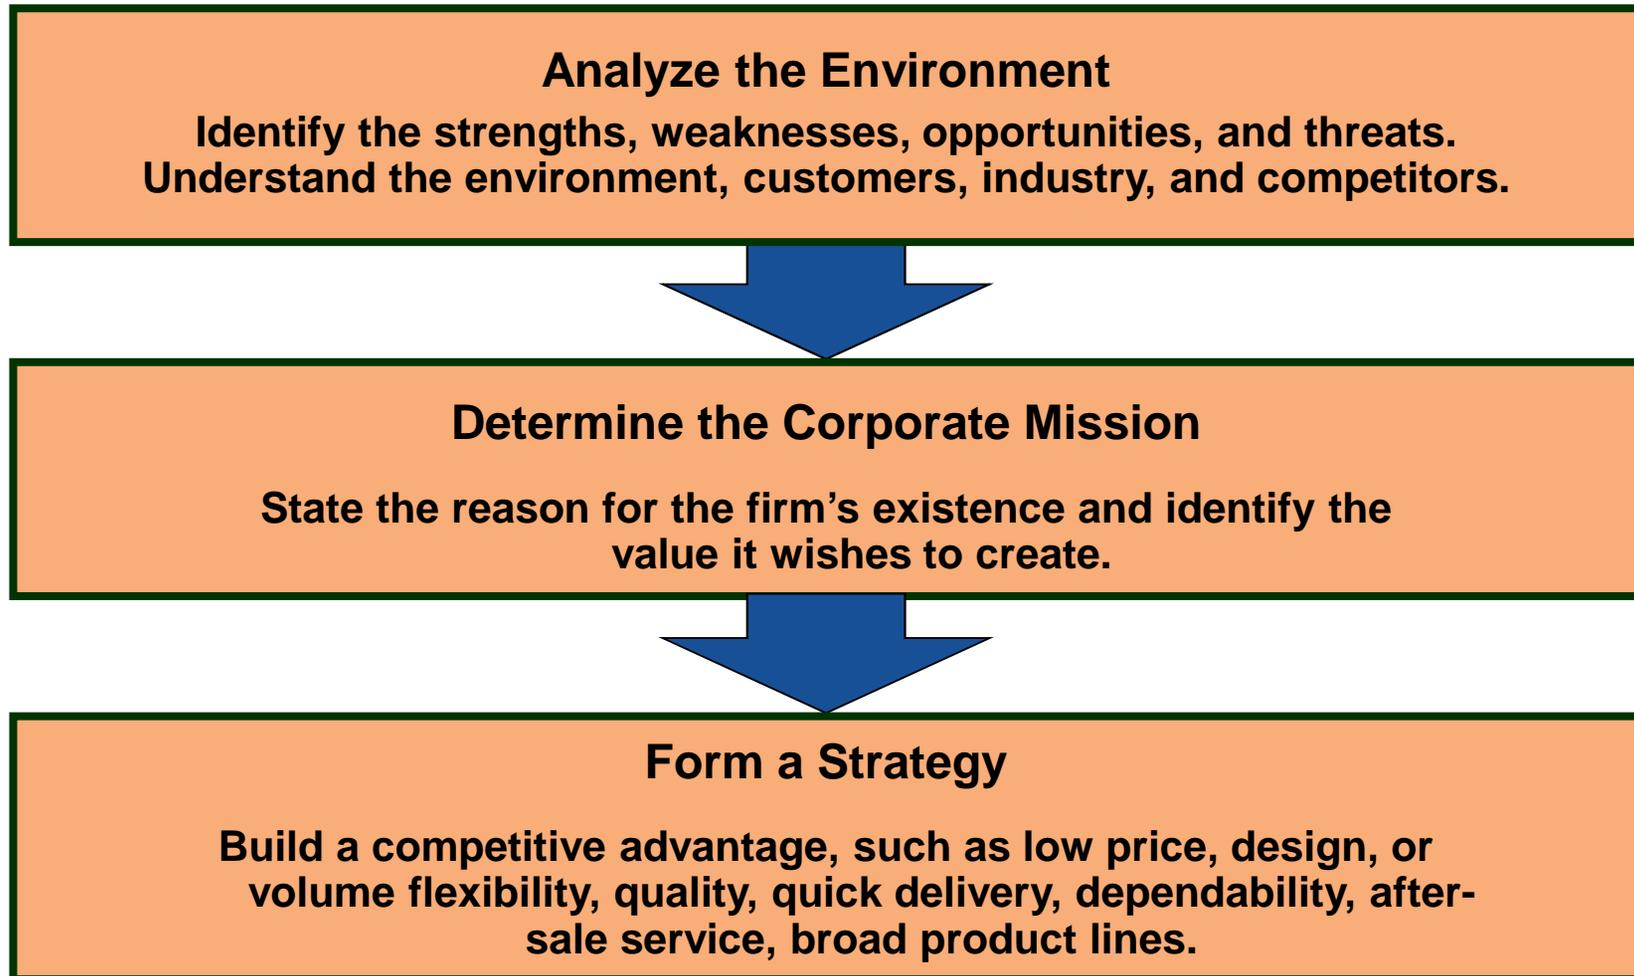 Analyze the Environment
Identify the strengths, weaknesses, opportunities, and threats.
Understand the environment, customers, industry, and competitors.
Determine the Corporate Mission
State the reason for the firm’s existence and identify the
value it wishes to create.
Form a Strategy
Build a competitive advantage, such as low price, design, or
volume flexibility, quality, quick delivery, dependability, after-
sale service, broad product lines.